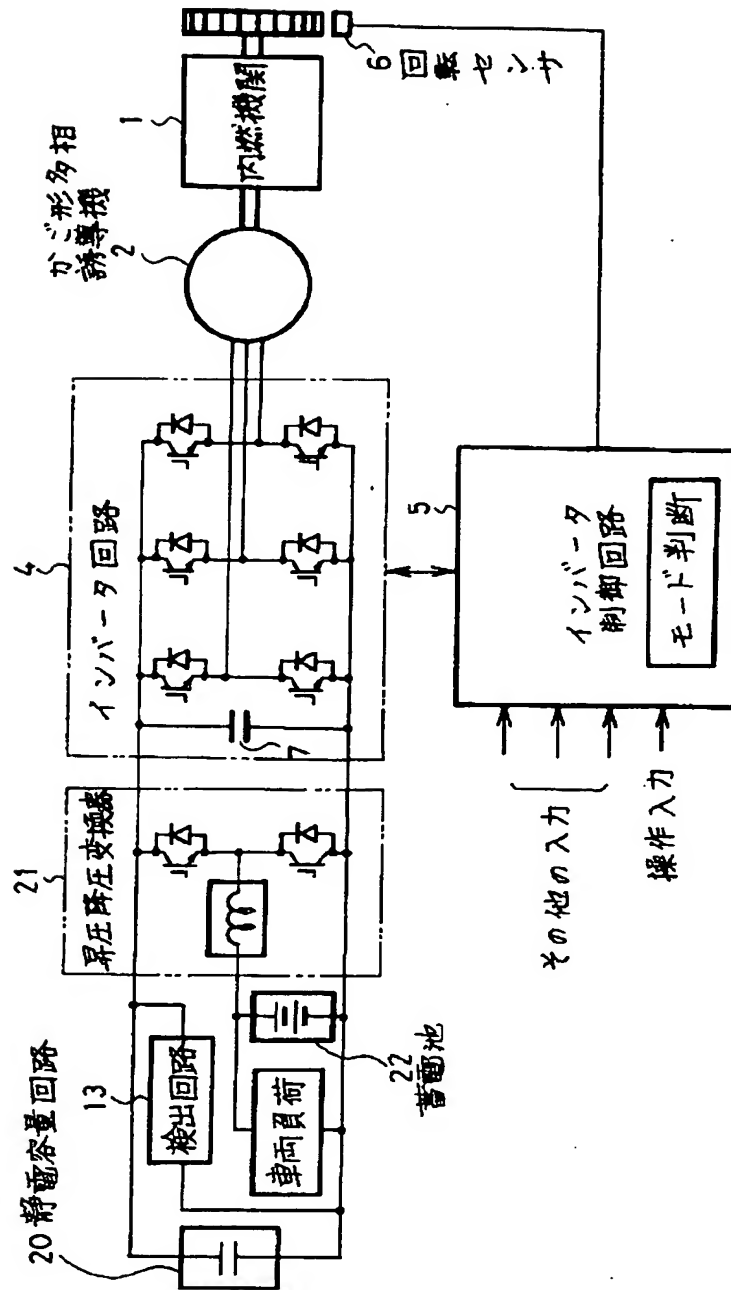 20 静電容量回路
13
検出回路
車両負荷
22
蓄電池
21
昇圧降圧変換器
4
インバータ回路
7
かご形多相
誘導機
2
1
内燃機関
6
回転センサ
5
インバータ
制御回路
モード判断
その他の入力
操作入力